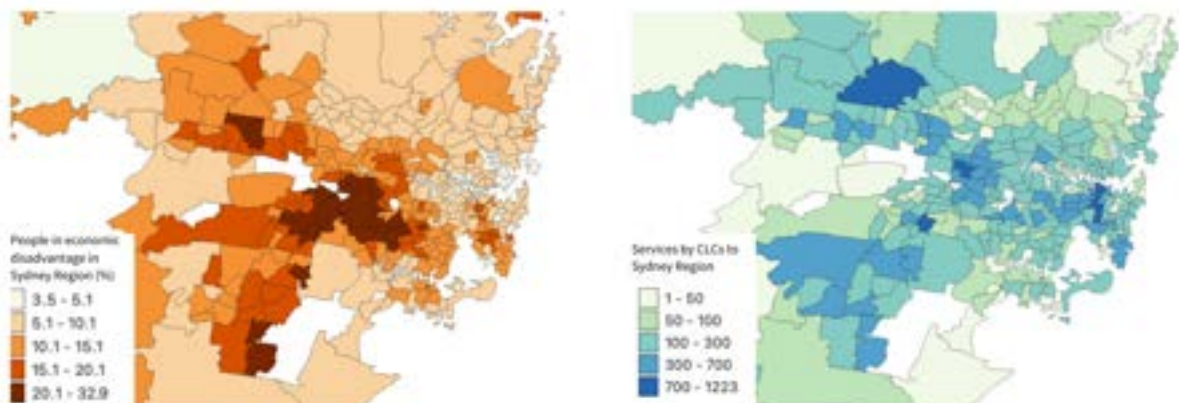 People in economic
disadvantage in
Sydney Region (%)
3.5 - 5.1
5.1 - 10.1
10.1 - 15.1
15.1 - 20.1
20.1 - 32.9
Services by CLCs to
Sydney Region
1 - 50
50 - 100
100 - 300
300 - 700
700 - 1223